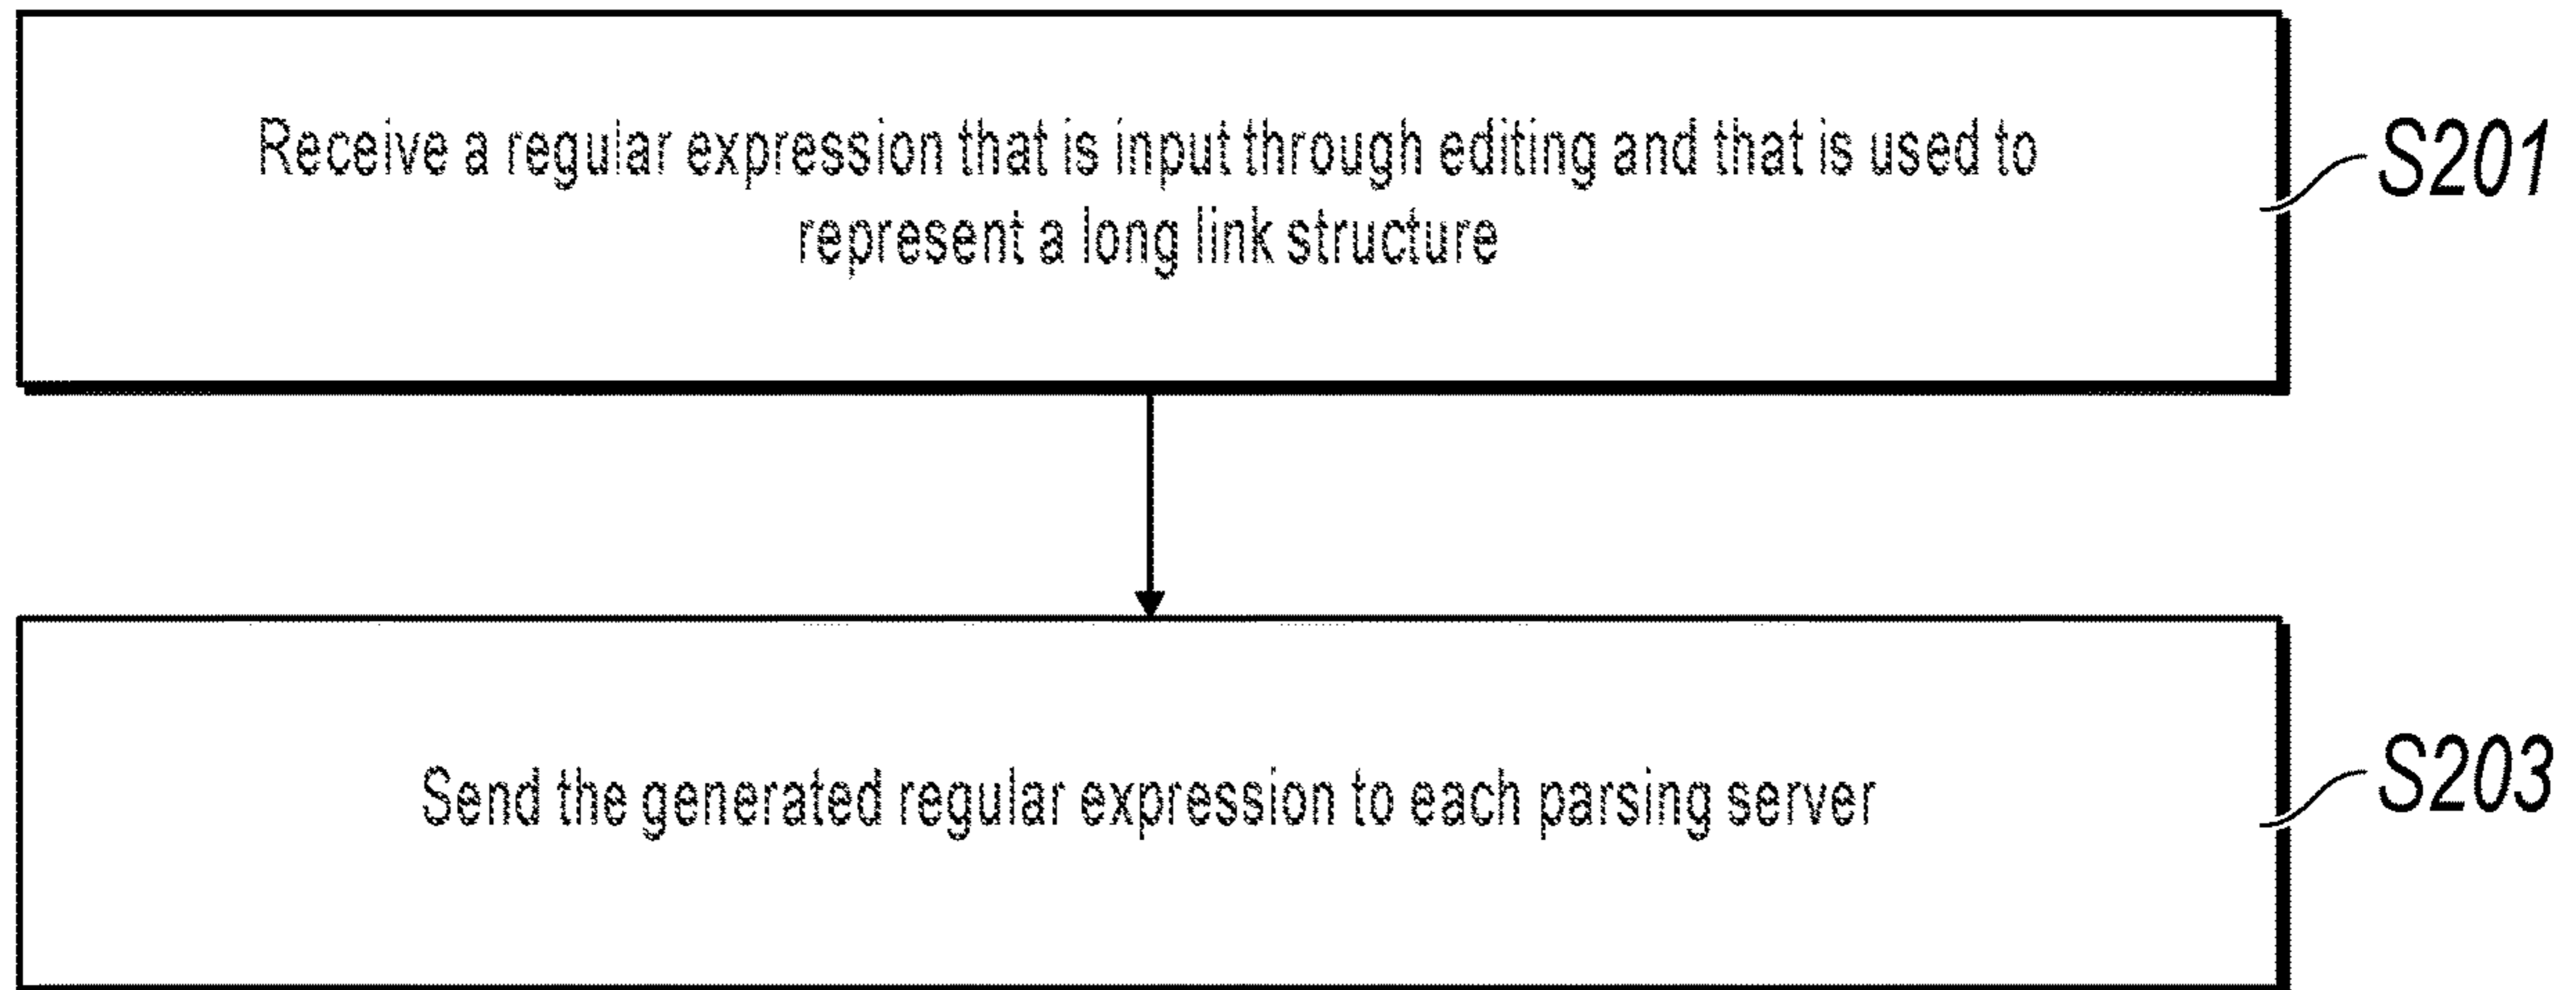 Receive a regular expression that is input through editing and that is used to
represent a long link structure
S201
Send the generated regular expression to each parsing server
S203